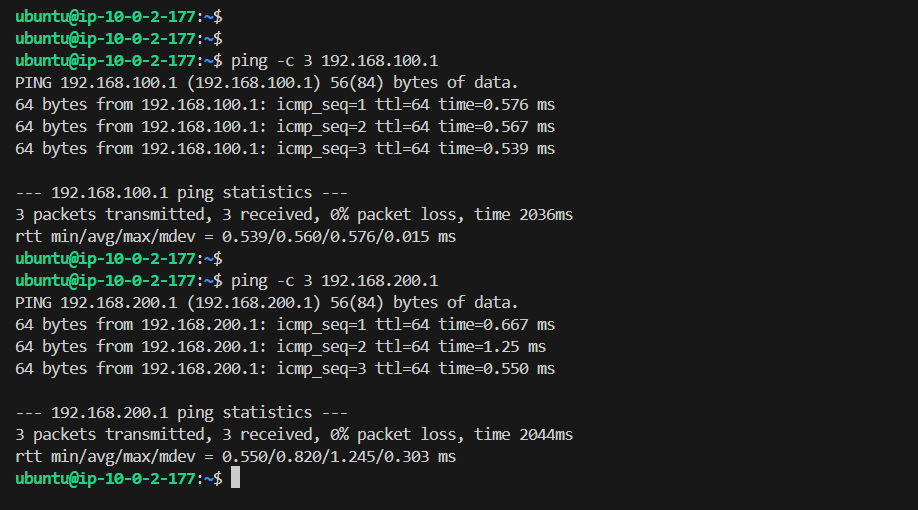 ubuntu@ip-10-0-2-177:~$
ubuntu@ip-10-0-2-177:~$
ubuntu@ip-10-0-2-177:~$ ping -c 3 192.168.100.1
PING 192.168.100.1 (192.168.100.1) 56(84) bytes of data.
64 bytes from 192.168.100.1: icmp_seq=1 ttl=64 time=0.576 ms
64 bytes from 192.168.100.1: icmp_seq=2 ttl=64 time=0.567 ms
64 bytes from 192.168.100.1: icmp_seq=3 ttl=64 time=0.539 ms
--- 192.168.100.1 ping statistics ---
3 packets transmitted, 3 received, 0% packet loss, time 2036ms
rtt min/avg/max/mdev = 0.539/0.560/0.576/0.015 ms
ubuntu@ip-10-0-2-177:~$
ubuntu@ip-10-0-2-177:~$ ping -c 3 192.168.200.1
PING 192.168.200.1 (192.168.200.1) 56(84) bytes of data.
64 bytes from 192.168.200.1: icmp_seq=1 ttl=64 time=0.667 ms
64 bytes from 192.168.200.1: icmp_seq=2 ttl=64 time=1.25 ms
64 bytes from 192.168.200.1: icmp_seq=3 ttl=64 time=0.550 ms
--- 192.168.200.1 ping statistics ---
3 packets transmitted, 3 received, 0% packet loss, time 2044ms
rtt min/avg/max/mdev = 0.550/0.820/1.245/0.303 ms
ubuntu@ip-10-0-2-177:~$